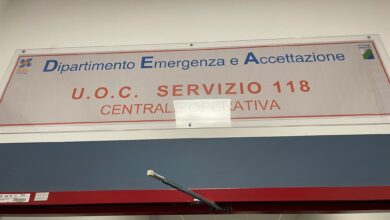 Dipartimento Emergenza e Accettazione
U.O.C. SERVIZIO 118
CENTRALE OPERATIVA